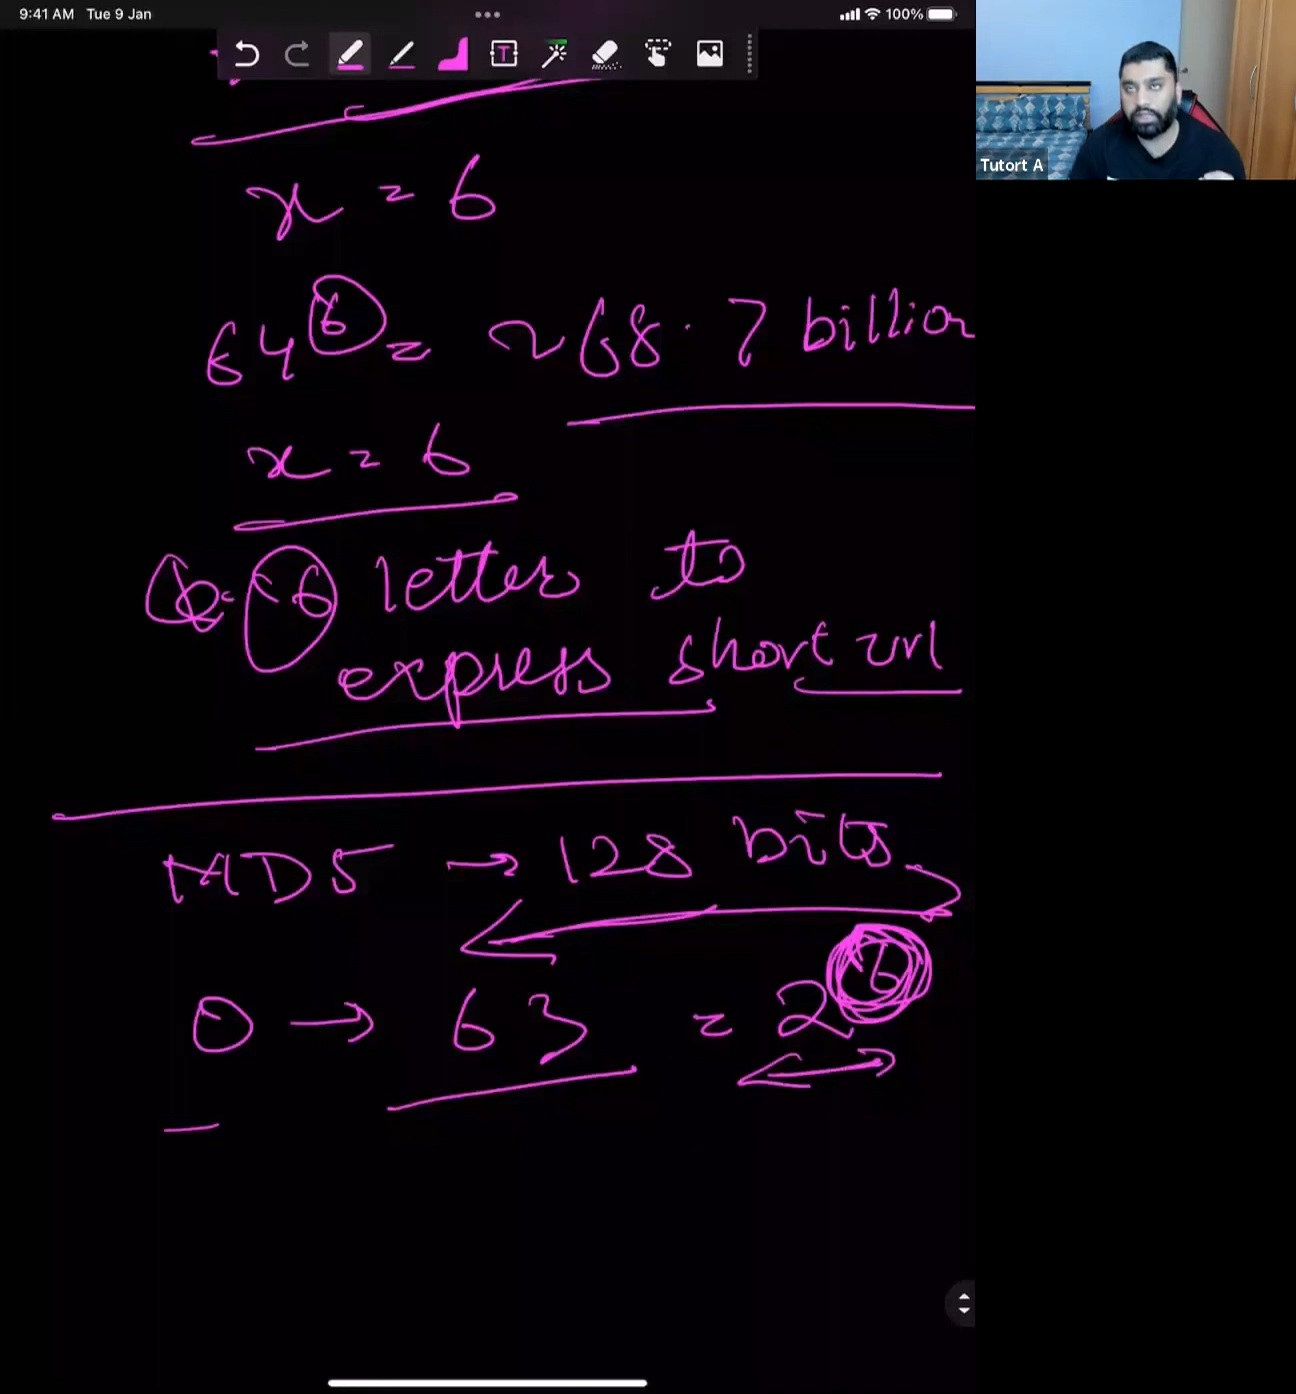 9:41 AM Tue 9 Jan
100%
T
Tutort A
x = 6
64^6 = ~68.7 billion
x = 6
6 letter to
express short url
MD5 → 128 bits
0 → 63 = 2^6